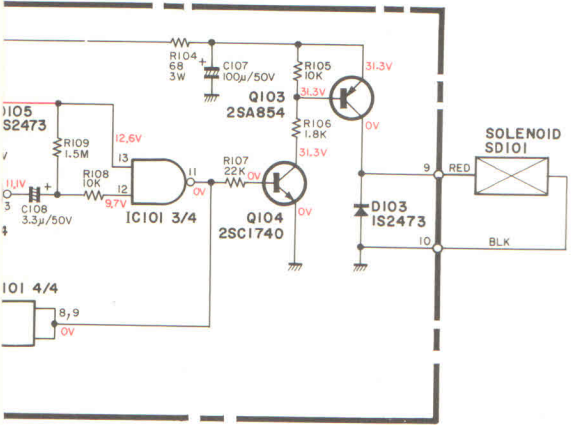 R104
68
3W
+
C107
100μ/50V
R105
10K
31.3V
31.3V
Q103
2SA854
R106
1.8K
0V
D105
1S2473
12,6V
R109
1.5M
13
31.3V
SOLENOID
SD101
11
R107
22K
0V
9
RED
11,1V
3
+
R108
10K
12
9,7V
0V
C108
3.3μ/50V
IC101 3/4
Q104
2SC1740
0V
D103
1S2473
10
BLK
101 4/4
8,9
0V